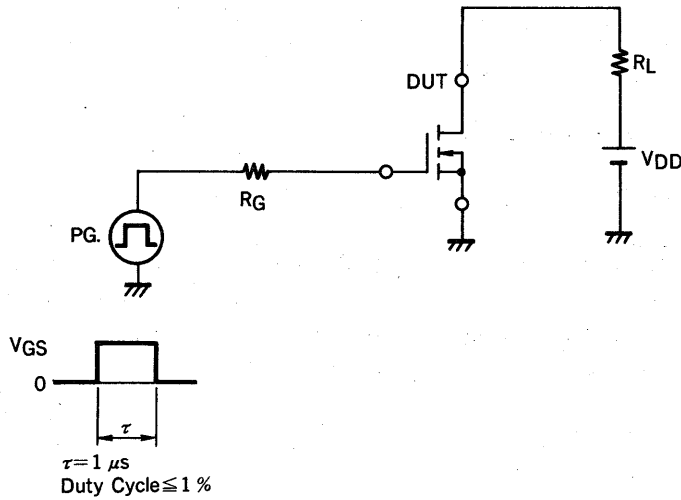 DUT
RL
VDD
RG
PG.
VGS
0
τ
τ=1 μs
Duty Cycle≦1 %